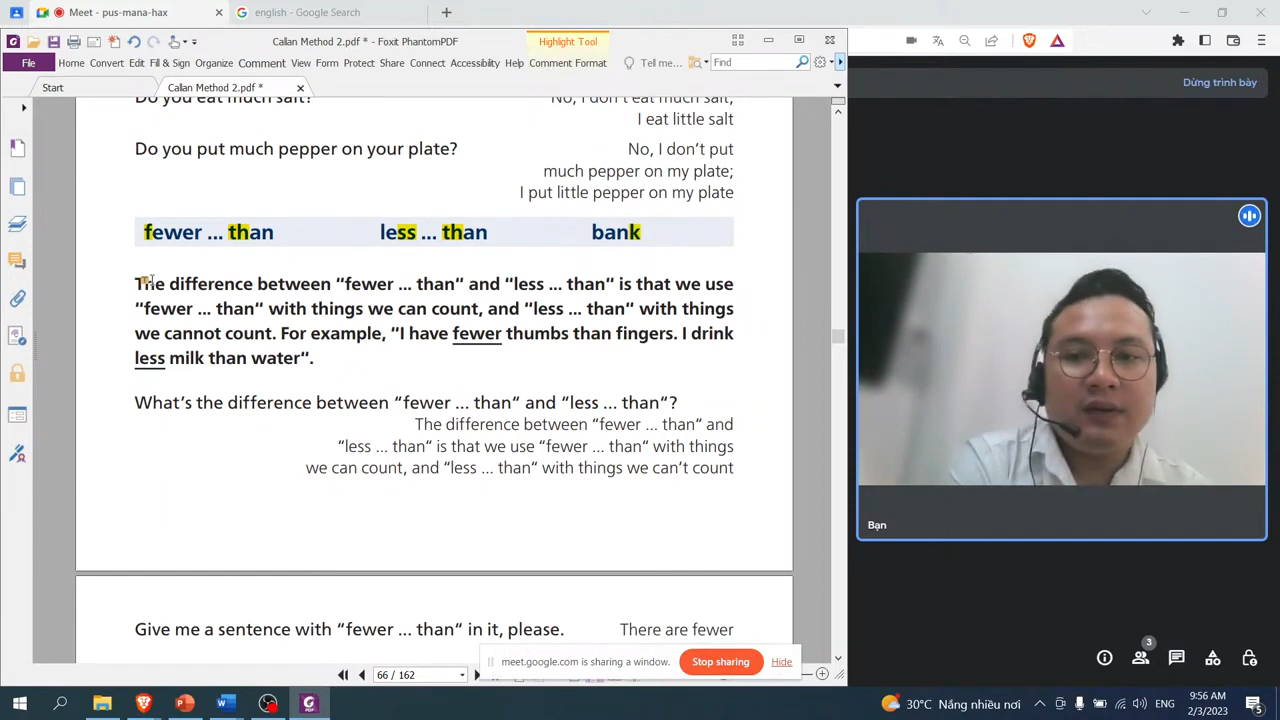 Meet - pus-mana-hax
english - Google Search
Callan Method 2.pdf * - Foxit PhantomPDF
Highlight Tool
File Home Convert Edit Fill & Sign Organize Comment View Form Protect Share Connect Accessibility Help Comment Format Tell me... Find
Start
Callan Method 2.pdf *
Dừng trình bày
Do you eat much salt?
No, I don't eat much salt;
I eat little salt
Do you put much pepper on your plate?
No, I don't put
much pepper on my plate;
I put little pepper on my plate
fewer ... than less ... than bank
The difference between “fewer ... than“ and “less ... than“ is that we use
“fewer ... than“ with things we can count, and “less ... than“ with things
we cannot count. For example, “I have fewer thumbs than fingers. I drink
less milk than water“.
What's the difference between “fewer ... than“ and “less ... than“?
The difference between “fewer ... than“ and
“less ... than“ is that we use “fewer ... than“ with things
we can count, and “less ... than“ with things we can't count
Bạn
Give me a sentence with “fewer ... than“ in it, please.
There are fewer
meet.google.com is sharing a window.
Stop sharing
Hide
66 / 162
3
30°C Nắng nhiều nơi
ENG
9:56 AM
2/3/2023
5